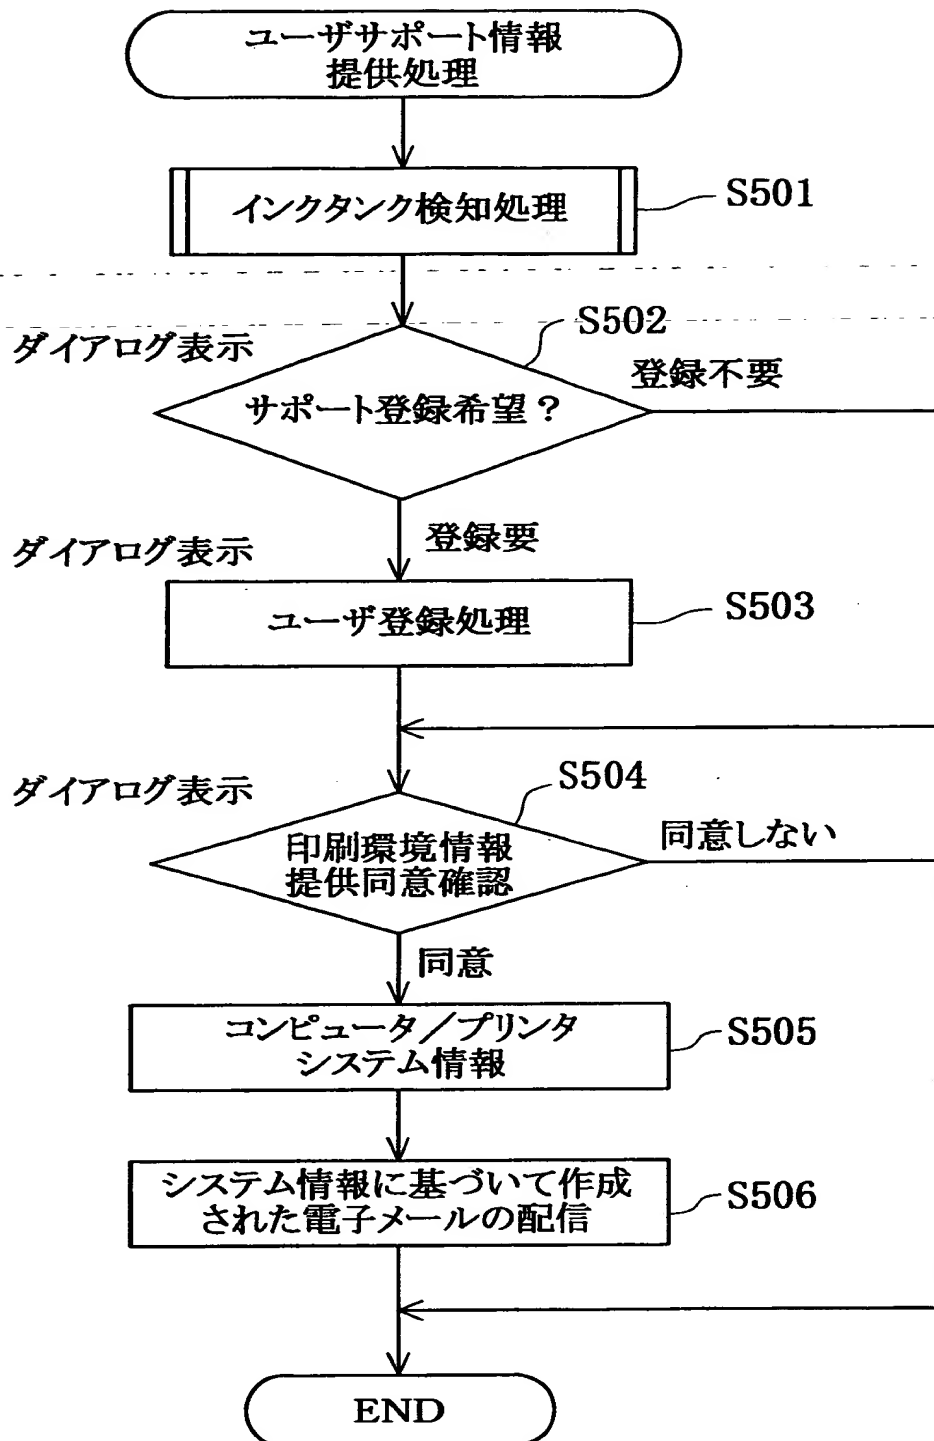 ユーザサポート情報
提供処理
インクタンク検知処理
S501
S502
ダイアログ表示
登録不要
サポート登録希望？
登録要
ダイアログ表示
ユーザ登録処理
S503
S504
ダイアログ表示
同意しない
印刷環境情報
提供同意確認
同意
コンピュータ／プリンタ
システム情報
S505
システム情報に基づいて作成
された電子メールの配信
S506
END